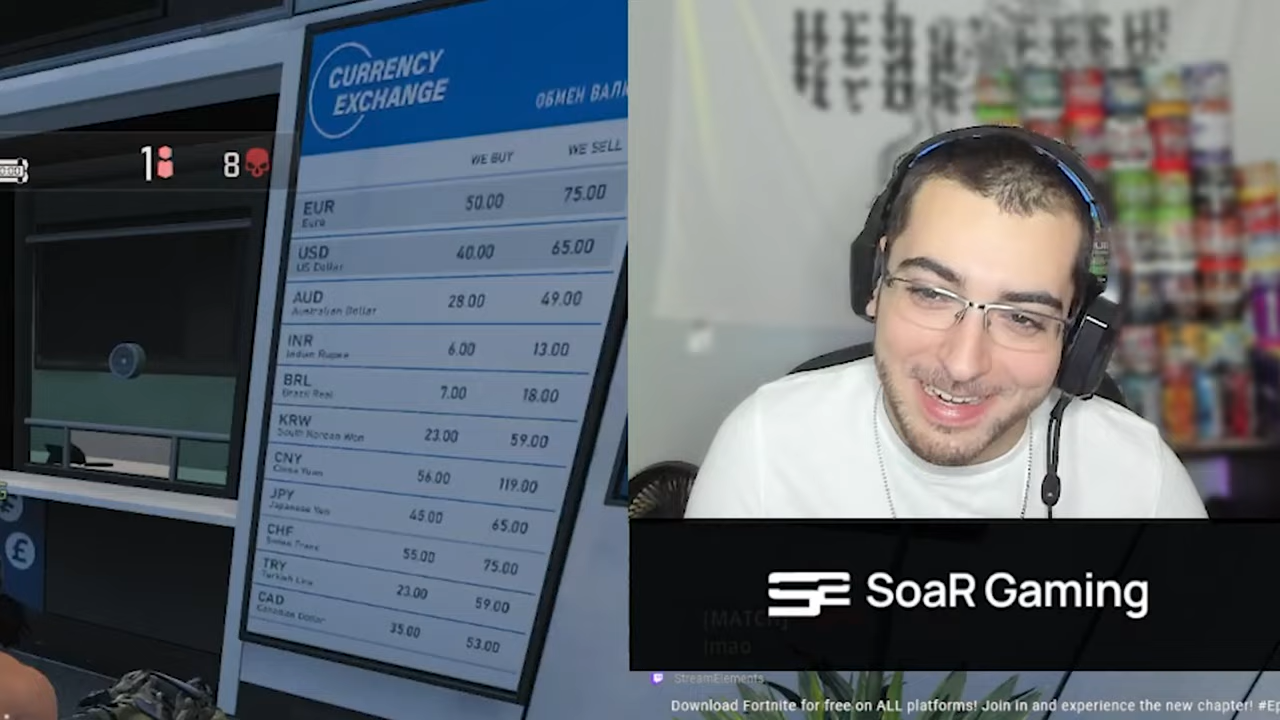 CURRENCY
EXCHANGE
ОБМЕН ВАЛ
WE BUY WE SELL
EUR 50.00 75.00
Euro
USD 40.00 65.00
US Dollar
AUD 28.00 49.00
Australian Dollar
INR 6.00 13.00
Indian Rupee
BRL 7.00 18.00
Brazil Real
KRW 23.00 59.00
South Korean Won
CNY 56.00 119.00
China Yuan
JPY 45.00 65.00
Japanese Yen
CHF 55.00 75.00
Swiss Franc
TRY 23.00 59.00
Turkish Lira
CAD 35.00 53.00
Canadian Dollar
1 8
£
SoaR Gaming
[MATCH]
lmao
StreamElements
Download Fortnite for free on ALL platforms! Join in and experience the new chapter! #Ep